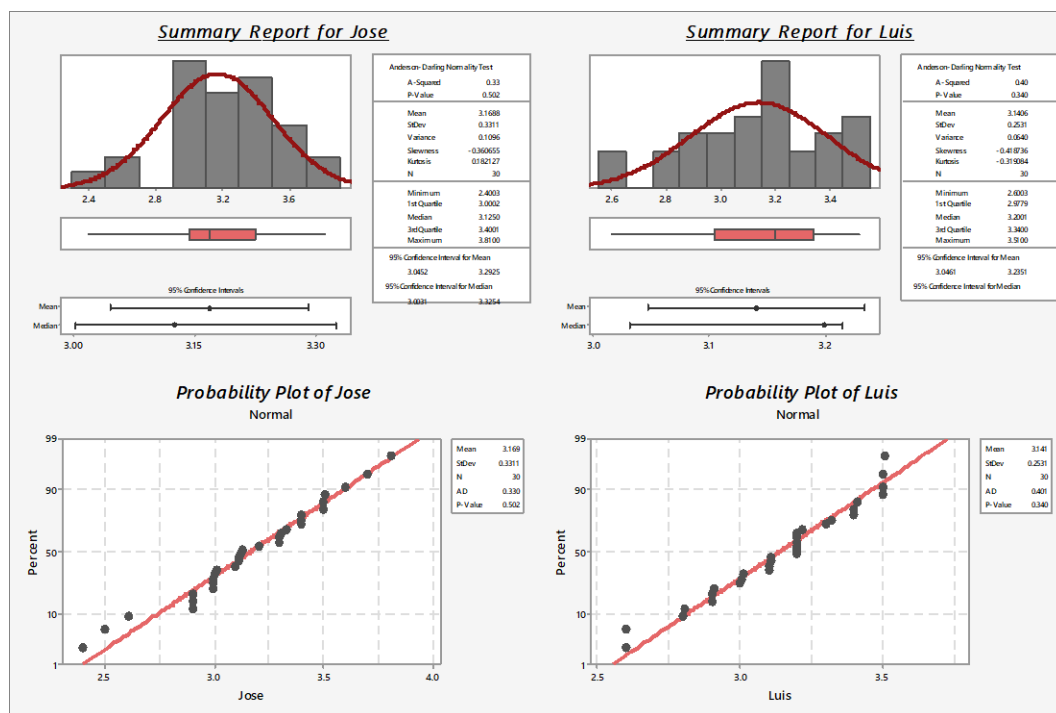 Summary Report for Jose
Anderson-Darling Normality Test
A-Squared 0.33
P-Value 0.502
Mean 3.1688
StDev 0.3311
Variance 0.1096
Skewness -0.360655
Kurtosis 0.182127
N 30
Minimum 2.4003
1st Quartile 3.0002
Median 3.1250
3rd Quartile 3.4001
Maximum 3.8100
95% Confidence Interval for Mean
3.0452 3.2925
95% Confidence Interval for Median
3.0031 3.3254
2.4 2.8 3.2 3.6
95% Confidence Intervals
Mean
Median
3.00 3.15 3.30
Summary Report for Luis
Anderson-Darling Normality Test
A-Squared 0.40
P-Value 0.340
Mean 3.1406
StDev 0.2531
Variance 0.0640
Skewness -0.418736
Kurtosis -0.319084
N 30
Minimum 2.6003
1st Quartile 2.9779
Median 3.2001
3rd Quartile 3.3400
Maximum 3.5100
95% Confidence Interval for Mean
3.0461 3.2351
95% Confidence Interval for Median
2.6 2.8 3.0 3.2 3.4
95% Confidence Intervals
Mean
Median
3.0 3.1 3.2
Probability Plot of Jose
Normal
99
90
50
10
1
Percent
2.5 3.0 3.5 4.0
Jose
Mean 3.169
StDev 0.3311
N 30
AD 0.330
P-Value 0.502
Probability Plot of Luis
Normal
99
90
50
10
1
Percent
2.5 3.0 3.5
Luis
Mean 3.141
StDev 0.2531
N 30
AD 0.401
P-Value 0.340